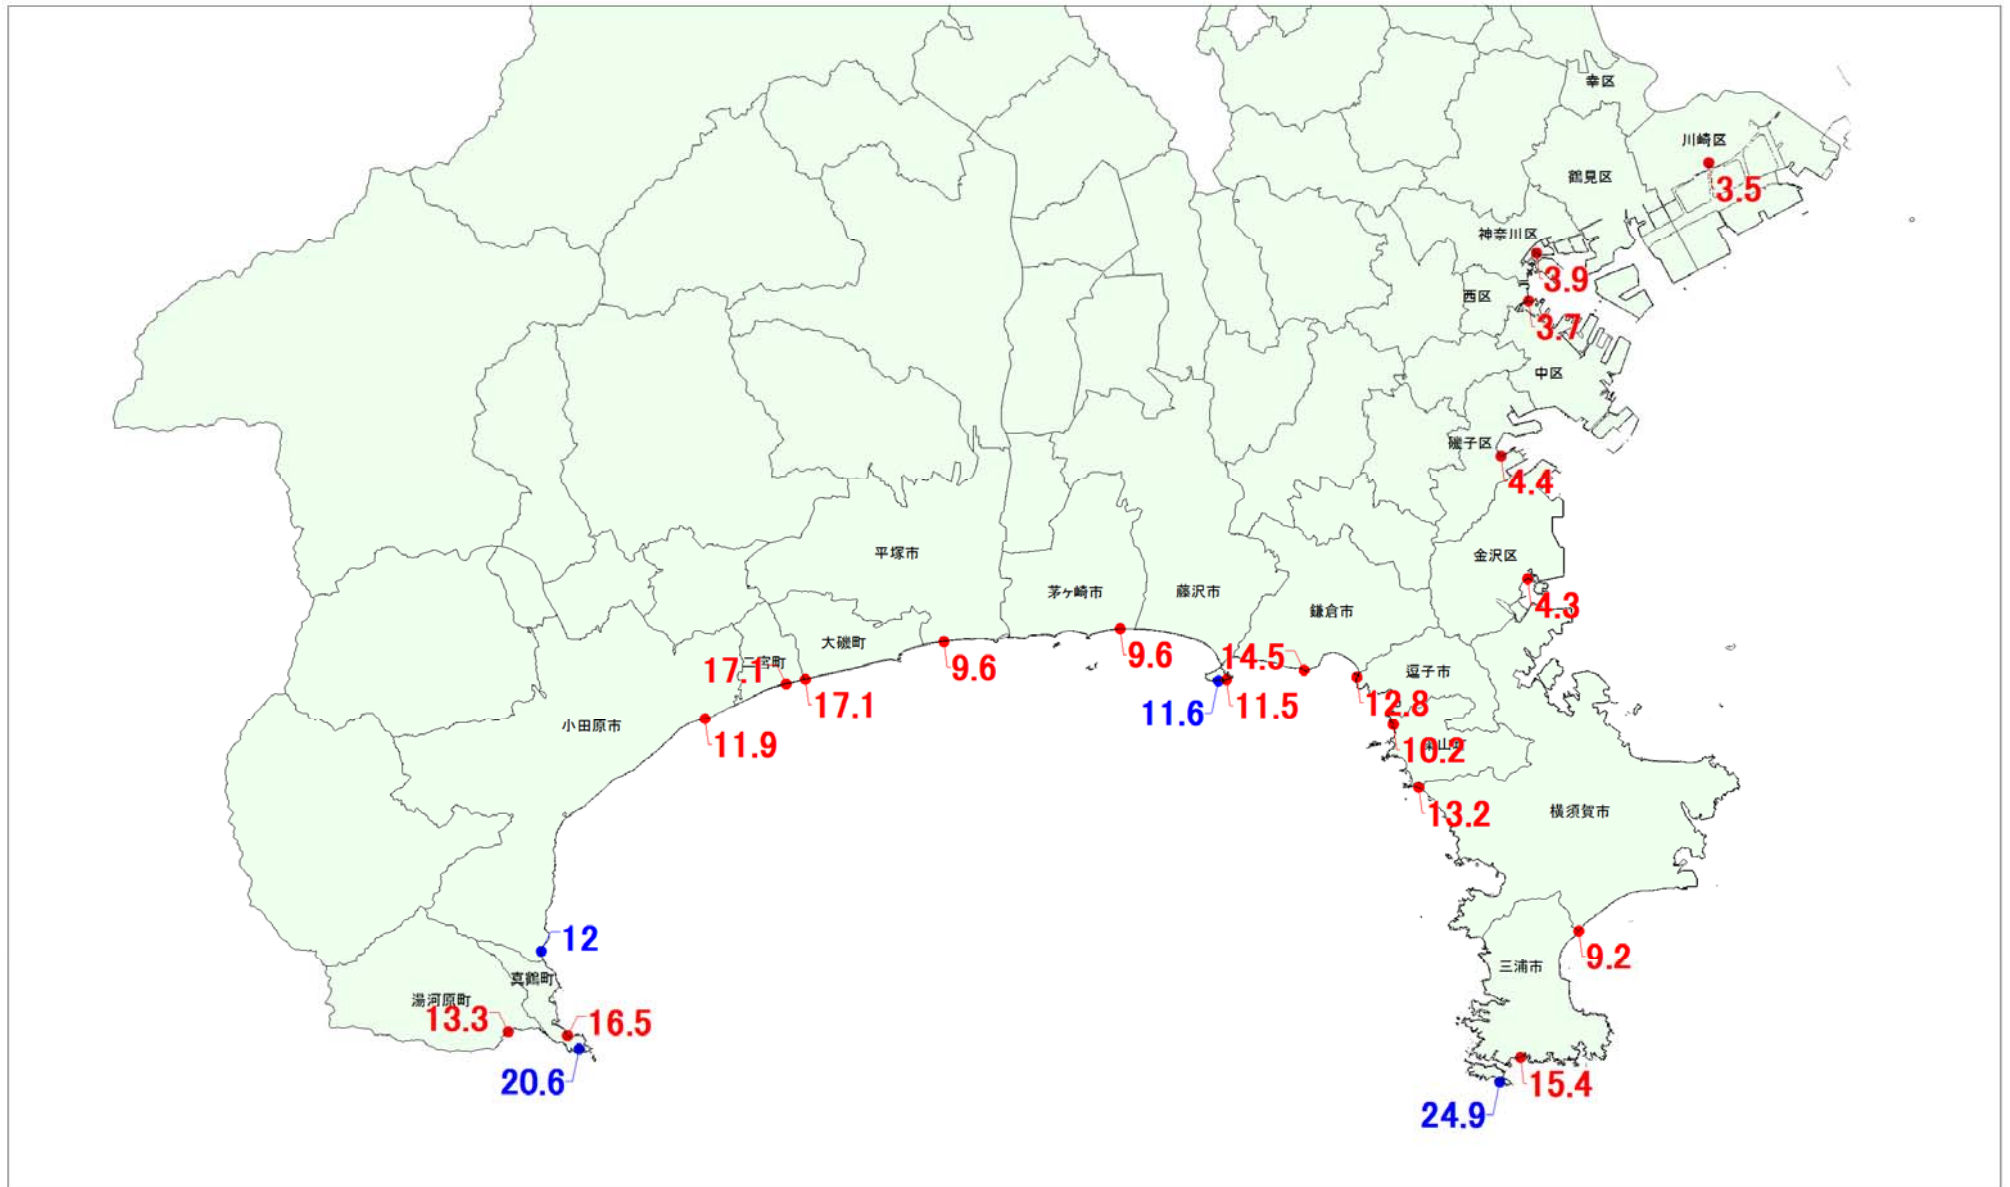 幸区
川崎区
3.5
鶴見区
神奈川区
3.9
西区
3.7
中区
磯子区
4.4
金沢区
4.3
平塚市
茅ヶ崎市
藤沢市
鎌倉市
大磯町
二宮町
17.1
17.1
9.6
9.6
14.5
11.6
11.5
逗子市
12.8
小田原市
11.9
葉山町
10.2
13.2
横須賀市
12
9.2
三浦市
真鶴町
湯河原町
13.3
16.5
20.6
15.4
24.9